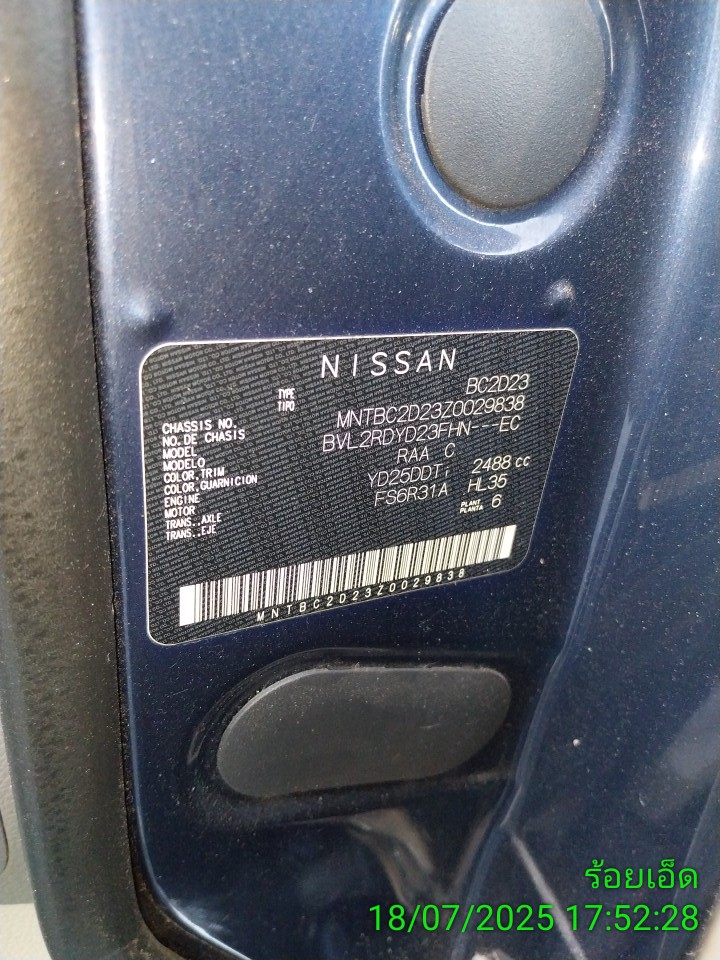 NISSAN
TYPE
TIPO BC2D23
CHASSIS NO.
NO.DE CHASIS MNTBC2D23Z0029838
MODEL
MODELO BVL2RDYD23FHN---EC
COLOR,TRIM
COLOR,GUARNICION RAA C
ENGINE
MOTOR YD25DDTi 2488 cc
TRANS.,AXLE
TRANS.,EJE FS6R31A HL35
PLANT
PLANTA 6
MNTBC2D23Z0029838
ร้อยเอ็ด
18/07/2025 17:52:28